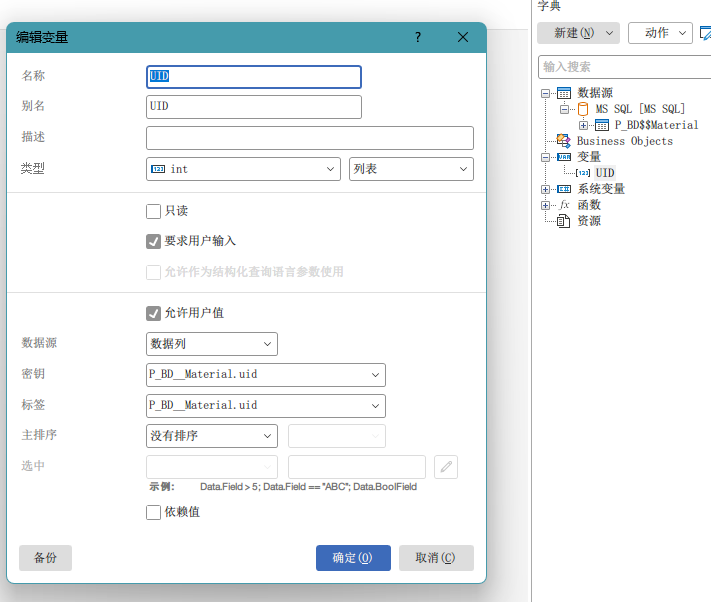 编辑变量
?
名称
UID
别名
UID
描述
类型
int
列表
只读
要求用户输入
允许作为结构化查询语言参数使用
允许用户值
数据源
数据列
密钥
P_BD__Material.uid
标签
P_BD__Material.uid
主排序
没有排序
选中
示例: Data.Field > 5; Data.Field == "ABC"; Data.BoolField
依赖值
备份
确定(O)
取消(C)
字典
新建(N)
动作
输入搜索
数据源
MS SQL [MS SQL]
P_BD$$Material
Business Objects
变量
UID
系统变量
fx 函数
资源